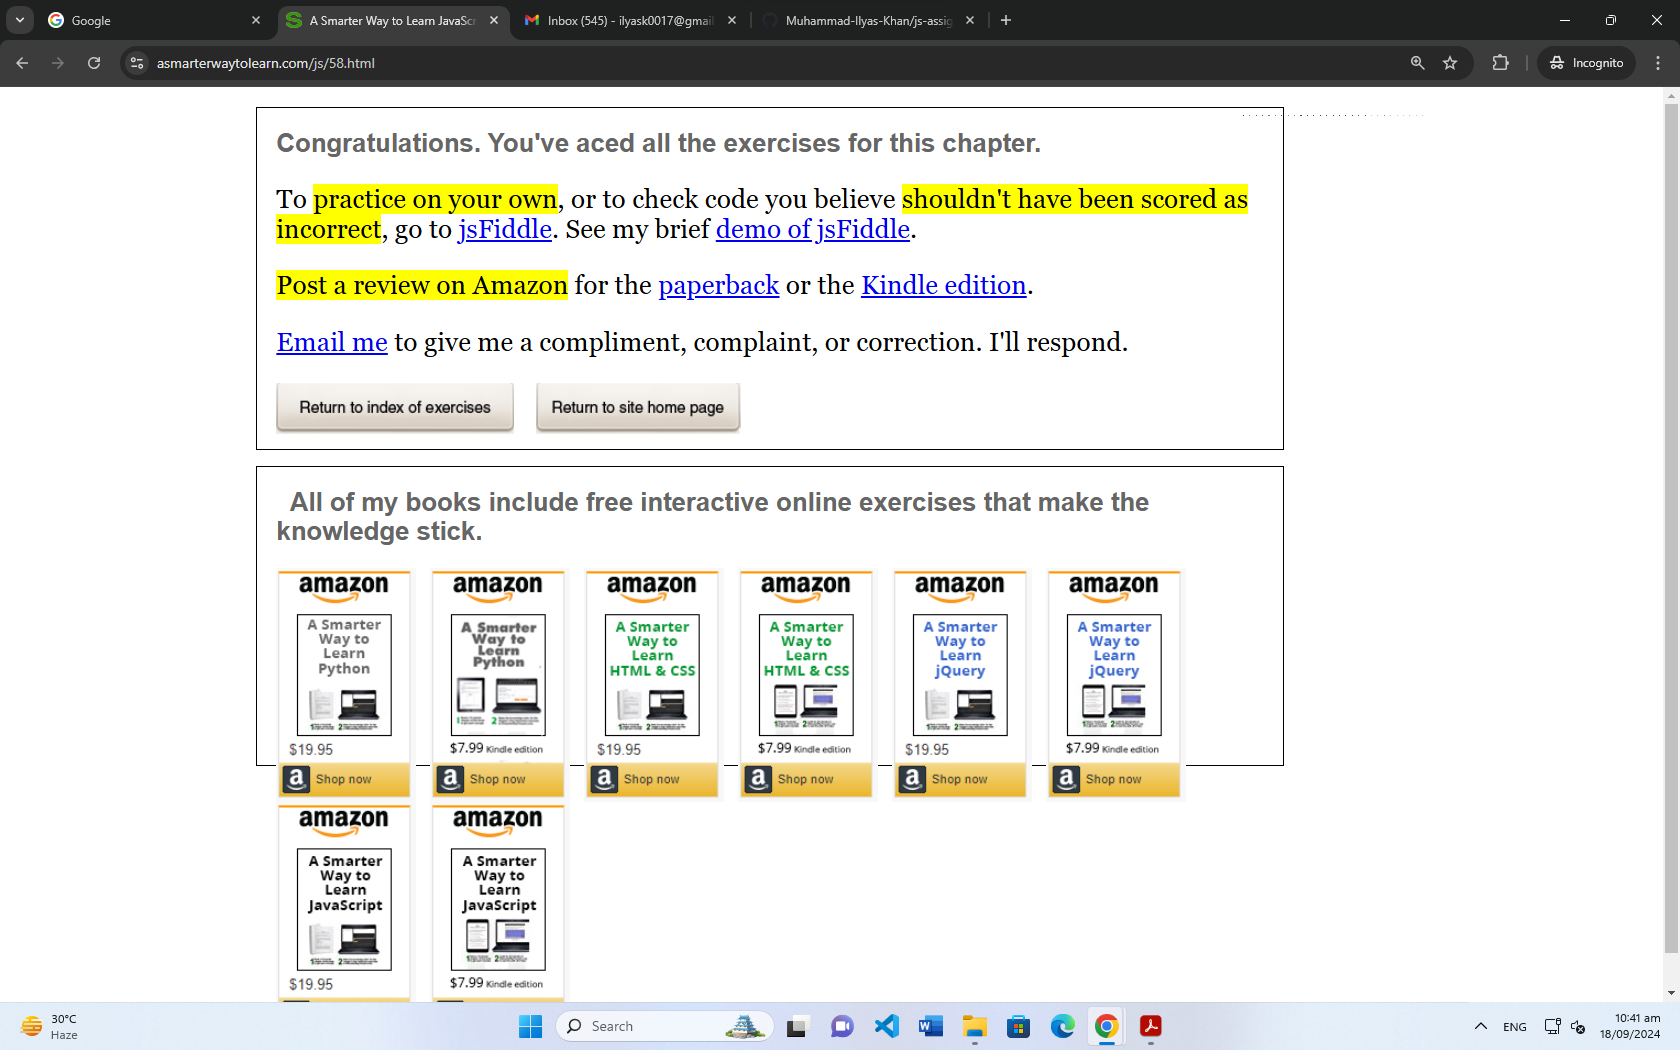 Google
A Smarter Way to Learn JavaScr
Inbox (545) - ilyask0017@gmail
Muhammad-Ilyas-Khan/js-assig
asmarterwaytolearn.com/js/58.html
Incognito
Congratulations. You've aced all the exercises for this chapter.
To practice on your own, or to check code you believe shouldn't have been scored as
incorrect, go to jsFiddle. See my brief demo of jsFiddle.
Post a review on Amazon for the paperback or the Kindle edition.
Email me to give me a compliment, complaint, or correction. I'll respond.
Return to index of exercises
Return to site home page
All of my books include free interactive online exercises that make the
knowledge stick.
amazon
A Smarter
Way to
Learn
Python
$19.95
a Shop now
amazon
A Smarter
Way to
Learn
Python
$7.99 Kindle edition
a Shop now
amazon
A Smarter
Way to
Learn
HTML & CSS
$19.95
a Shop now
amazon
A Smarter
Way to
Learn
HTML & CSS
$7.99 Kindle edition
a Shop now
amazon
A Smarter
Way to
Learn
jQuery
$19.95
a Shop now
amazon
A Smarter
Way to
Learn
jQuery
$7.99 Kindle edition
a Shop now
amazon
A Smarter
Way to
Learn
JavaScript
$19.95
amazon
A Smarter
Way to
Learn
JavaScript
$7.99 Kindle edition
30°C
Haze
Search
ENG
10:41 am
18/09/2024